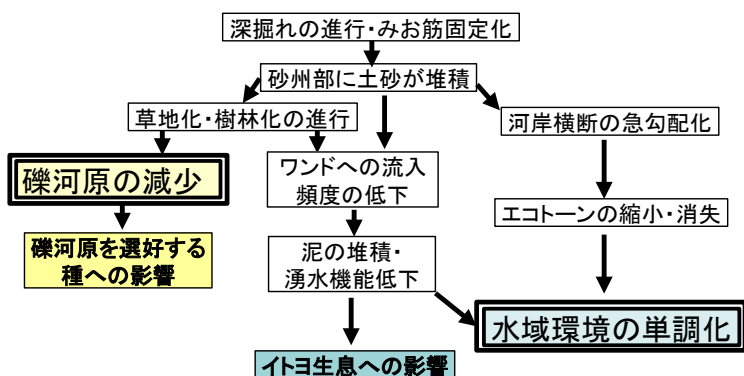 深掘れの進行・みお筋固定化
砂州部に土砂が堆積
草地化・樹林化の進行
河岸横断の急勾配化
礫河原の減少
ワンドへの流入
頻度の低下
エコトーンの縮小・消失
礫河原を選好する
種への影響
泥の堆積・
湧水機能低下
水域環境の単調化
イトヨ生息への影響